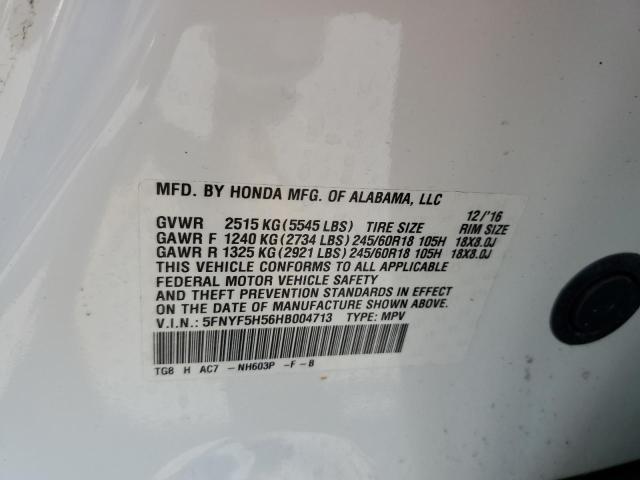 MFD. BY HONDA MFG. OF ALABAMA, LLC
12/'16
GVWR 2515 KG(5545 LBS) TIRE SIZE RIM SIZE
GAWR F 1240 KG(2734 LBS) 245/60R18 105H 18X8.0J
GAWR R 1325 KG(2921 LBS) 245/60R18 105H 18X8.0J
THIS VEHICLE CONFORMS TO ALL APPLICABLE
FEDERAL MOTOR VEHICLE SAFETY
AND THEFT PREVENTION STANDARDS IN EFFECT
ON THE DATE OF MANUFACTURE SHOWN ABOVE.
V.I.N.: 5FNYF5H56HB004713 TYPE: MPV
TG8 H AC7 -NH603P -F-B